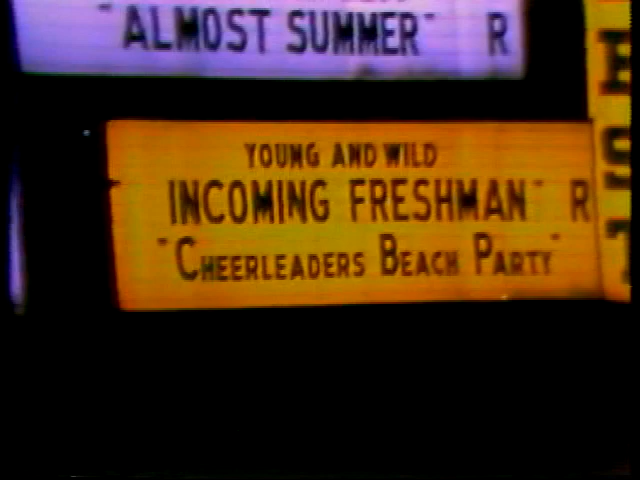 "ALMOST SUMMER" R
YOUNG AND WILD
INCOMING FRESHMAN" R
"CHEERLEADERS BEACH PARTY"